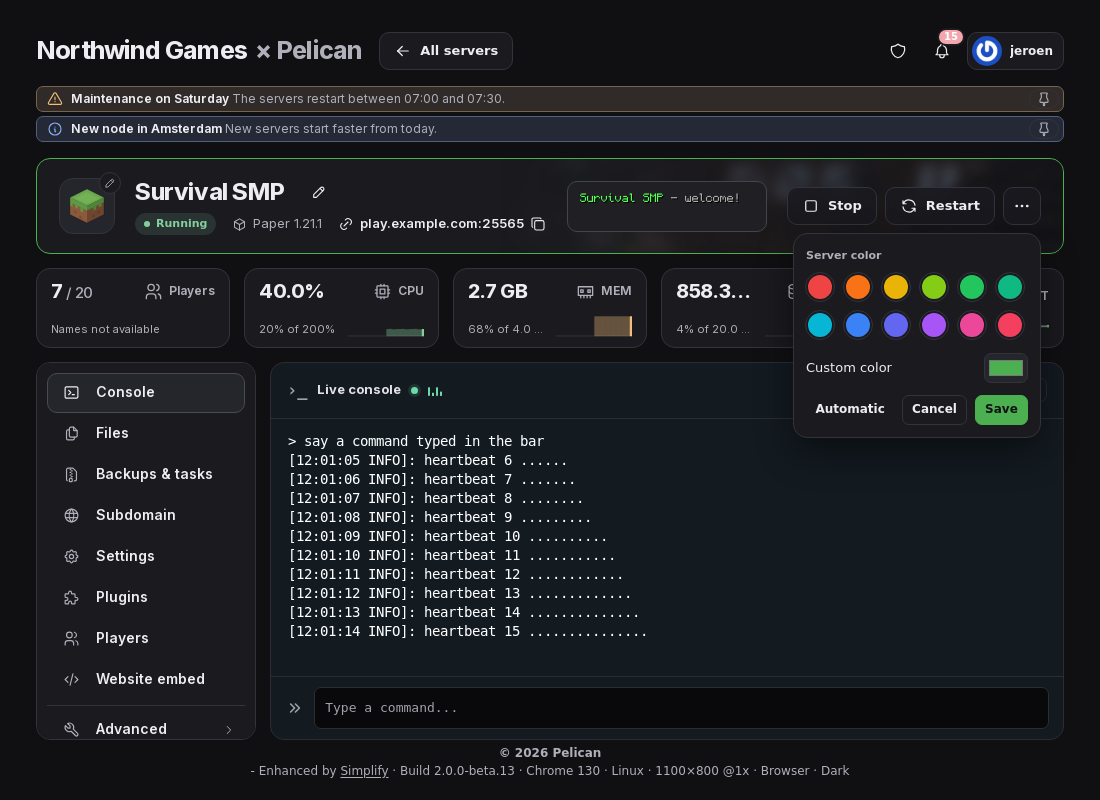 Northwind Games × Pelican
All servers
15
jeroen
Maintenance on Saturday The servers restart between 07:00 and 07:30.
New node in Amsterdam New servers start faster from today.
Survival SMP
Running
Paper 1.21.1
play.example.com:25565
Survival SMP – welcome!
Stop
Restart
Server color
Custom color
Automatic
Cancel
Save
7 / 20
Players
Names not available
40.0%
CPU
20% of 200%
2.7 GB
MEM
68% of 4.0 ...
858.3...
4% of 20.0 ...
Console
Files
Backups & tasks
Subdomain
Settings
Plugins
Players
Website embed
Advanced
>_ Live console
> say a command typed in the bar
[12:01:05 INFO]: heartbeat 6 ......
[12:01:06 INFO]: heartbeat 7 .......
[12:01:07 INFO]: heartbeat 8 ........
[12:01:08 INFO]: heartbeat 9 .........
[12:01:09 INFO]: heartbeat 10 ..........
[12:01:10 INFO]: heartbeat 11 ...........
[12:01:11 INFO]: heartbeat 12 ............
[12:01:12 INFO]: heartbeat 13 .............
[12:01:13 INFO]: heartbeat 14 ..............
[12:01:14 INFO]: heartbeat 15 ...............
Type a command...
© 2026 Pelican
- Enhanced by Simplify · Build 2.0.0-beta.13 · Chrome 130 · Linux · 1100×800 @1x · Browser · Dark